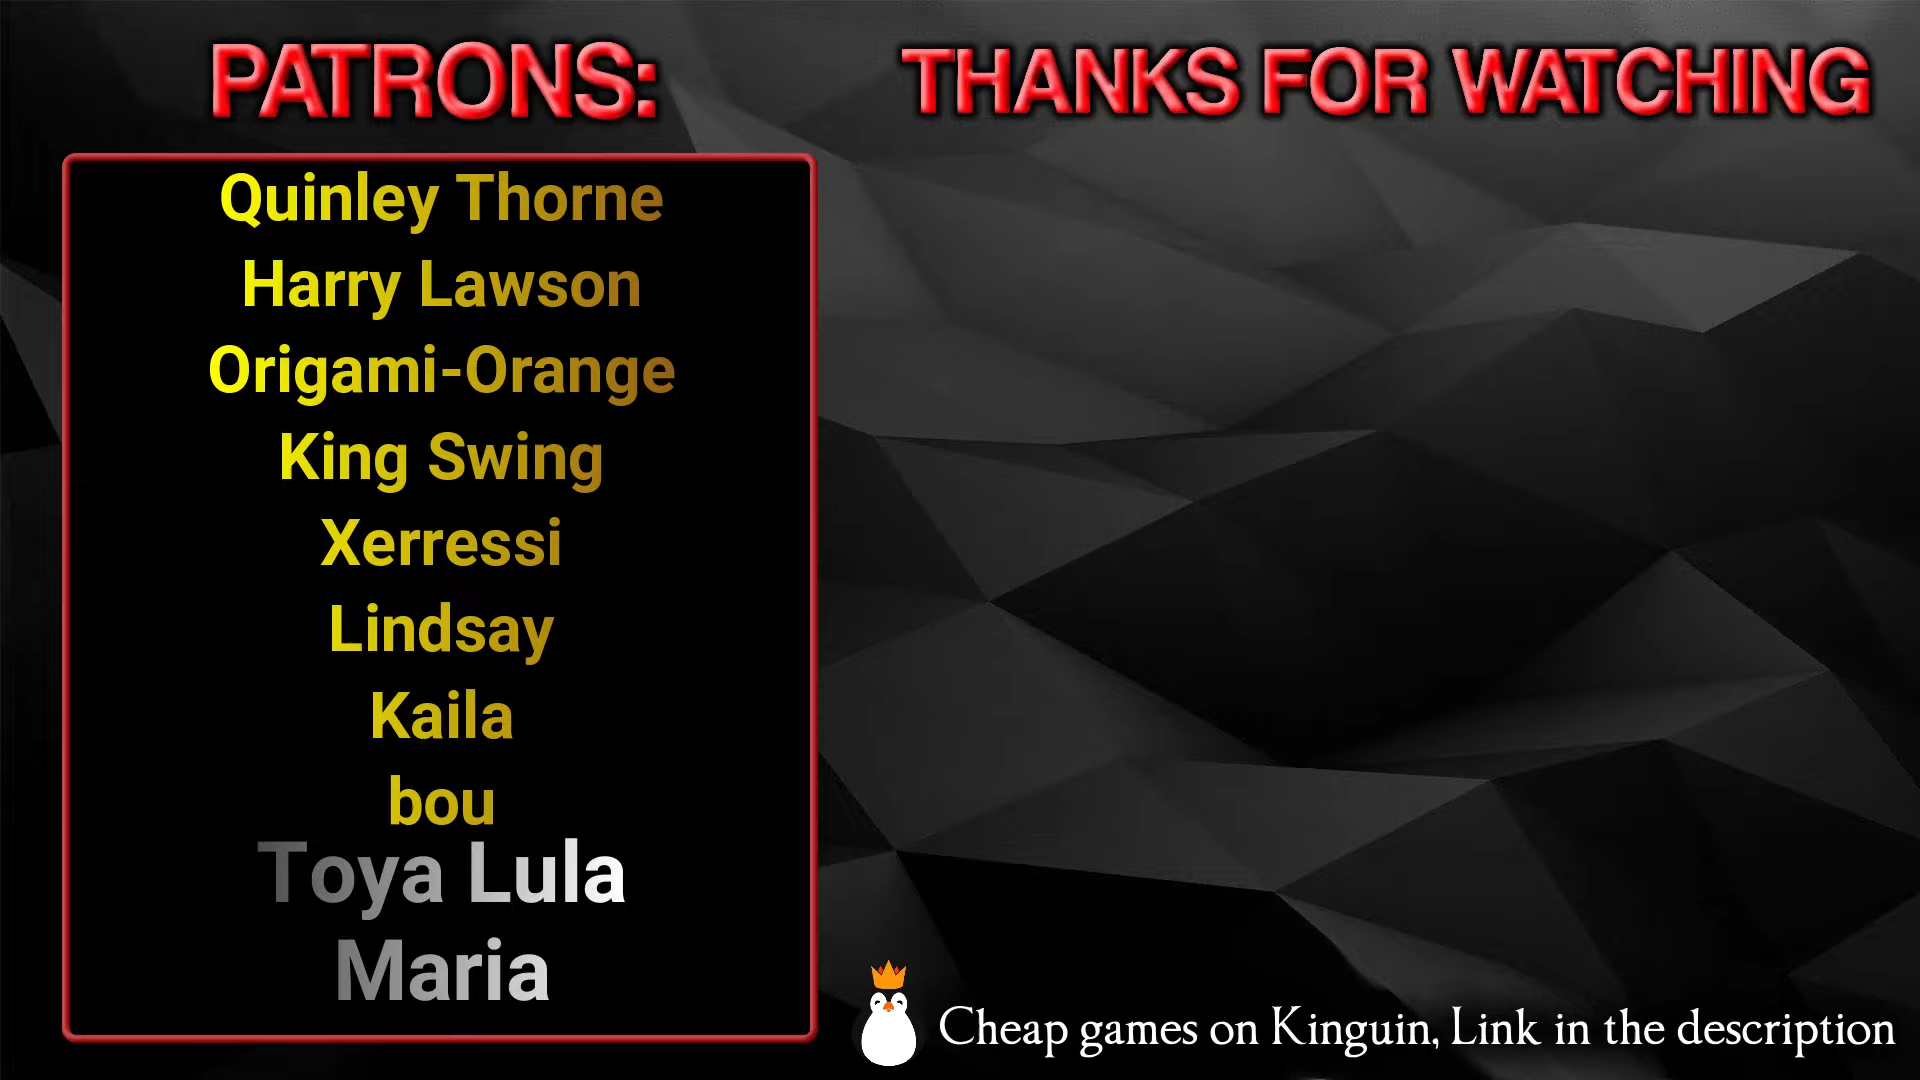 PATRONS:
THANKS FOR WATCHING
Quinley Thorne
Harry Lawson
Origami-Orange
King Swing
Xerressi
Lindsay
Kaila
bou
Toya Lula
Maria
Cheap games on Kinguin, Link in the description